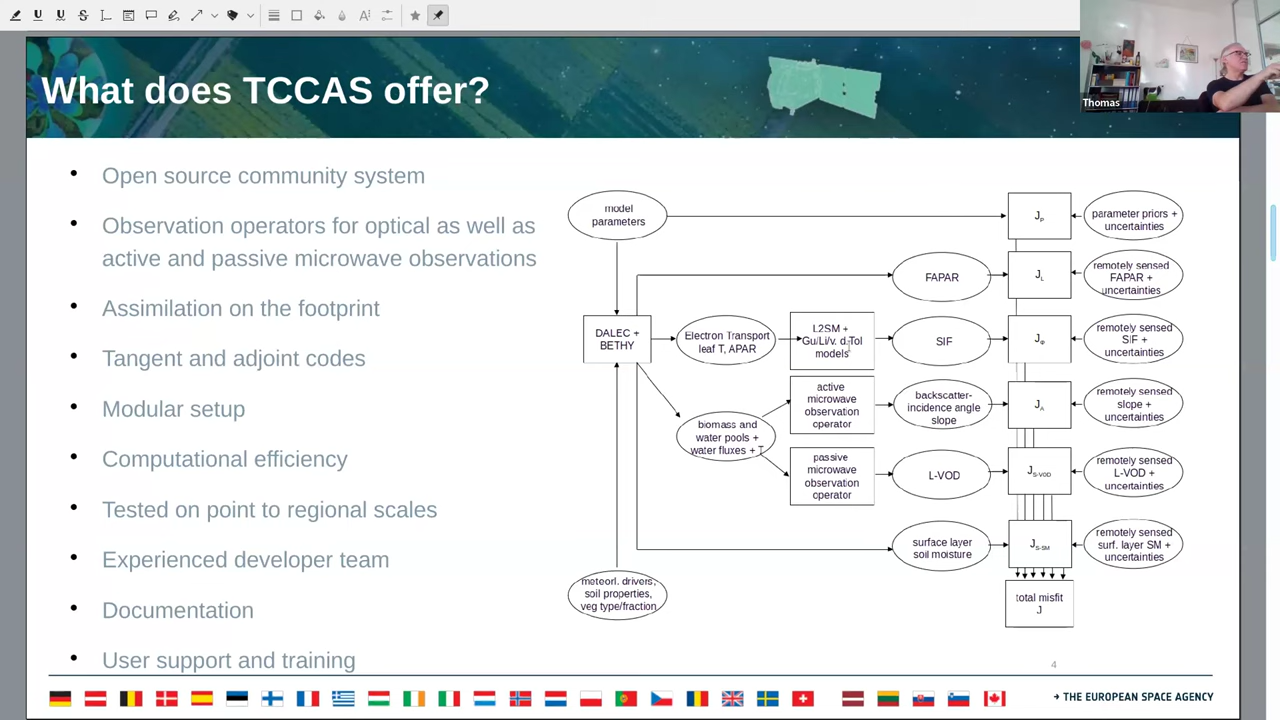 What does TCCAS offer?
Thomas
• Open source community system
• Observation operators for optical as well as
active and passive microwave observations
• Assimilation on the footprint
• Tangent and adjoint codes
• Modular setup
• Computational efficiency
• Tested on point to regional scales
• Experienced developer team
• Documentation
• User support and training
model
parameters
J_P
parameter priors +
uncertainties
FAPAR
J_L
remotely sensed
FAPAR +
uncertainties
DALEC +
BETHY
Electron Transport
leaf T, APAR
L2SM +
Gu/Li/v. d. Tol
models
SIF
J_Φ
remotely sensed
SIF +
uncertainties
active
microwave
observation
operator
backscatter-
incidence angle
slope
J_A
remotely sensed
slope +
uncertainties
biomass and
water pools +
water fluxes + T
passive
microwave
observation
operator
L-VOD
J_S-VOD
remotely sensed
L-VOD +
uncertainties
surface layer
soil moisture
J_S-SM
remotely sensed
surf. layer SM +
uncertainties
meteorl. drivers,
soil properties,
veg type/fraction
total misfit
J
4
→ THE EUROPEAN SPACE AGENCY